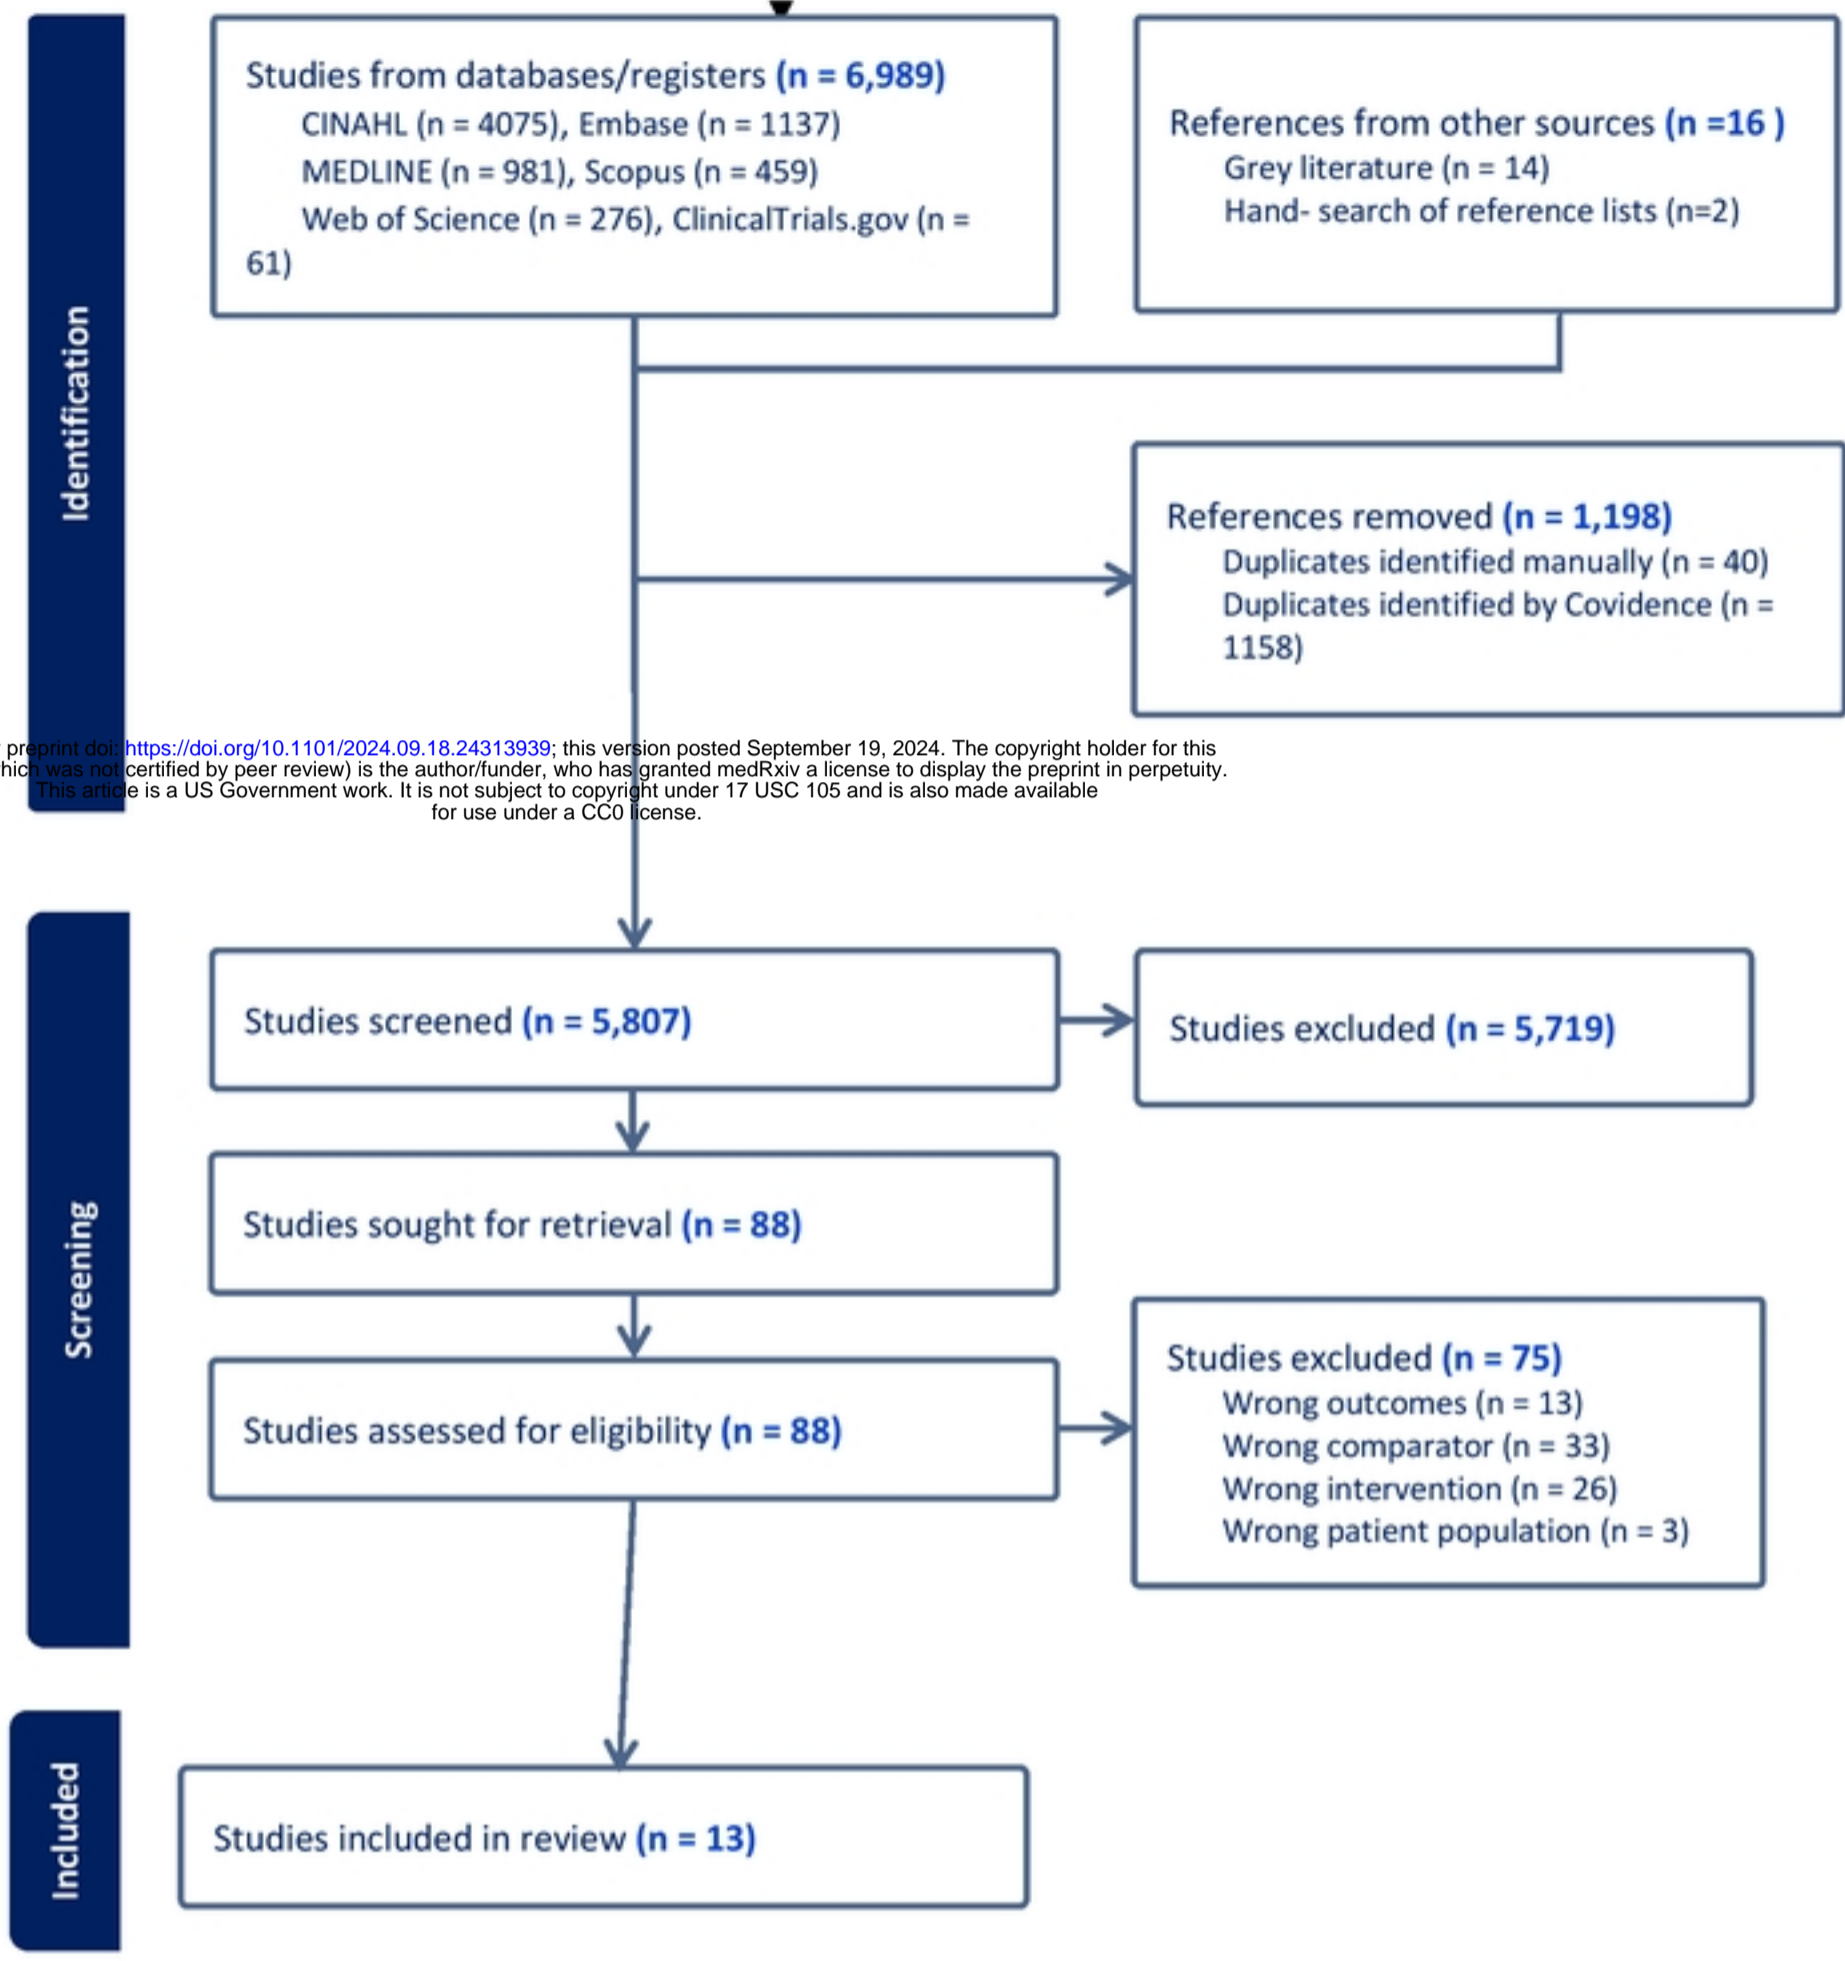 Identification
Studies from databases/registers (n = 6,989)
CINAHL (n = 4075), Embase (n = 1137)
MEDLINE (n = 981), Scopus (n = 459)
Web of Science (n = 276), ClinicalTrials.gov (n =
61)
References from other sources (n =16 )
Grey literature (n = 14)
Hand- search of reference lists (n=2)
References removed (n = 1,198)
Duplicates identified manually (n = 40)
Duplicates identified by Covidence (n =
1158)
preprint doi: https://doi.org/10.1101/2024.09.18.24313939; this version posted September 19, 2024. The copyright holder for this
was not certified by peer review) is the author/funder, who has granted medRxiv a license to display the preprint in perpetuity.
This article is a US Government work. It is not subject to copyright under 17 USC 105 and is also made available
for use under a CC0 license.
Screening
Studies screened (n = 5,807)
Studies excluded (n = 5,719)
Studies sought for retrieval (n = 88)
Studies assessed for eligibility (n = 88)
Studies excluded (n = 75)
Wrong outcomes (n = 13)
Wrong comparator (n = 33)
Wrong intervention (n = 26)
Wrong patient population (n = 3)
Included
Studies included in review (n = 13)